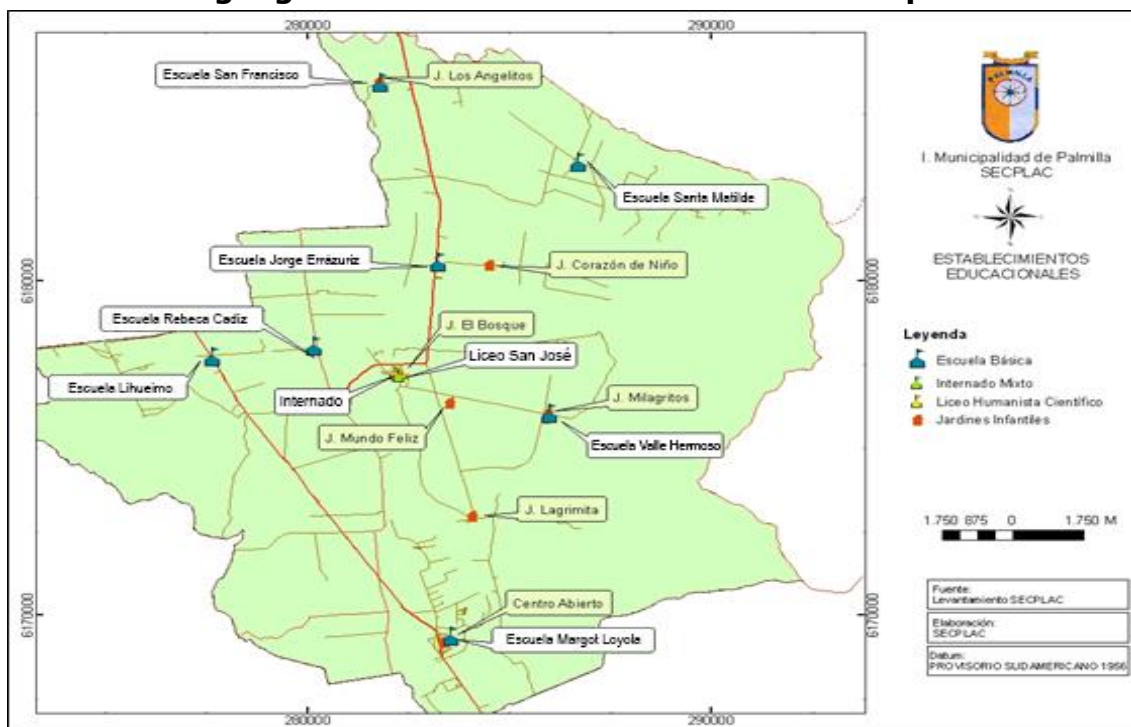 280000
290000
Escuela San Francisco
J. Los Angelitos
Escuela Santa Matilde
Escuela Jorge Errázuriz
J. Corazón de Niño
Escuela Rebeca Cadiz
J. El Bosque
Liceo San José
Escuela Lihueimo
Internado
J. Milagritos
J. Mundo Feliz
Escuela Valle Hermoso
J. Lagrimita
Centro Abierto
Escuela Margot Loyola
6180000
6180000
6170000
6170000
280000
290000
PALMILLA
I. Municipalidad de Palmilla
SECPLAC
ESTABLECIMIENTOS
EDUCACIONALES
Leyenda
Escuela Básica
Internado Mixto
Liceo Humanista Científico
Jardines Infantiles
1.750 875 0 1.750 M
Fuente:
Levantamiento SECPLAC
Elaboración:
SECPLAC
Datum:
PROVISORIO SUDAMERICANO 1956